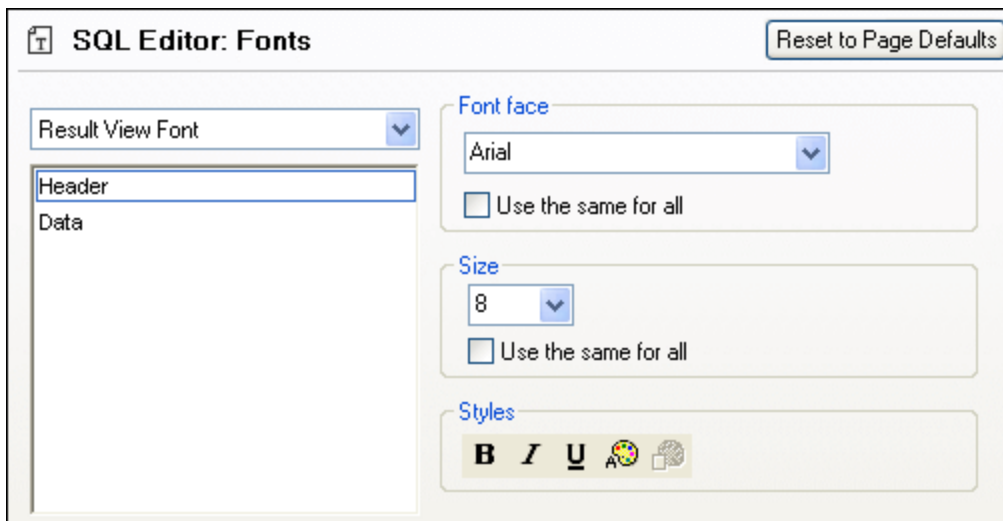 SQL Editor: Fonts
Reset to Page Defaults
Result View Font
Header
Data
Font face
Arial
Use the same for all
Size
8
Use the same for all
Styles
B I U